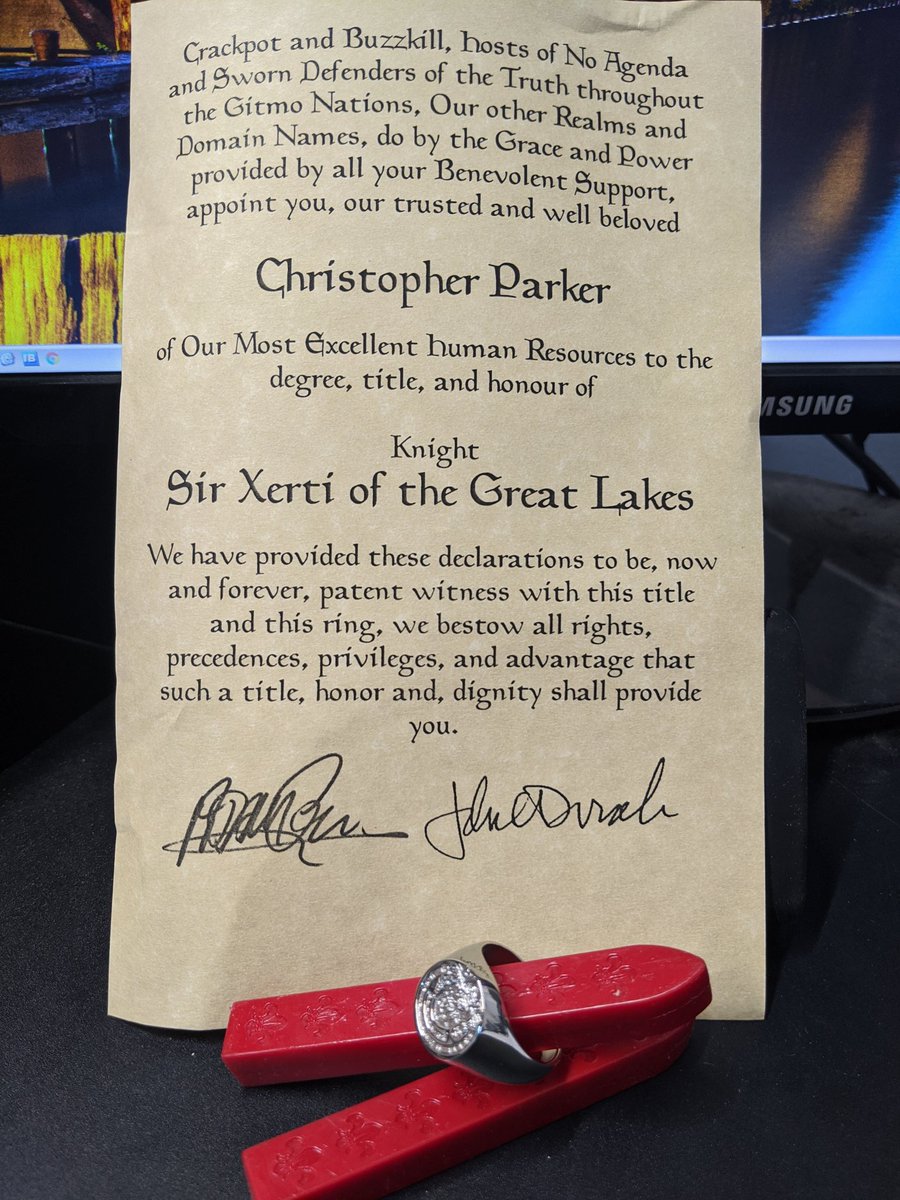 Crackpot and Buzzkill, hosts of No Agenda
and Sworn Defenders of the Truth throughout
the Gitmo Nations, Our other Realms and
Domain Names, do by the Grace and Power
provided by all your Benevolent Support,
appoint you, our trusted and well beloved
Christopher Parker
of Our Most Excellent Human Resources to the
degree, title, and honour of
Knight
Sir Xerti of the Great Lakes
We have provided these declarations to be, now
and forever, patent witness with this title
and this ring, we bestow all rights,
precedences, privileges, and advantage that
such a title, honor and, dignity shall provide
you.
MSUNG
IB